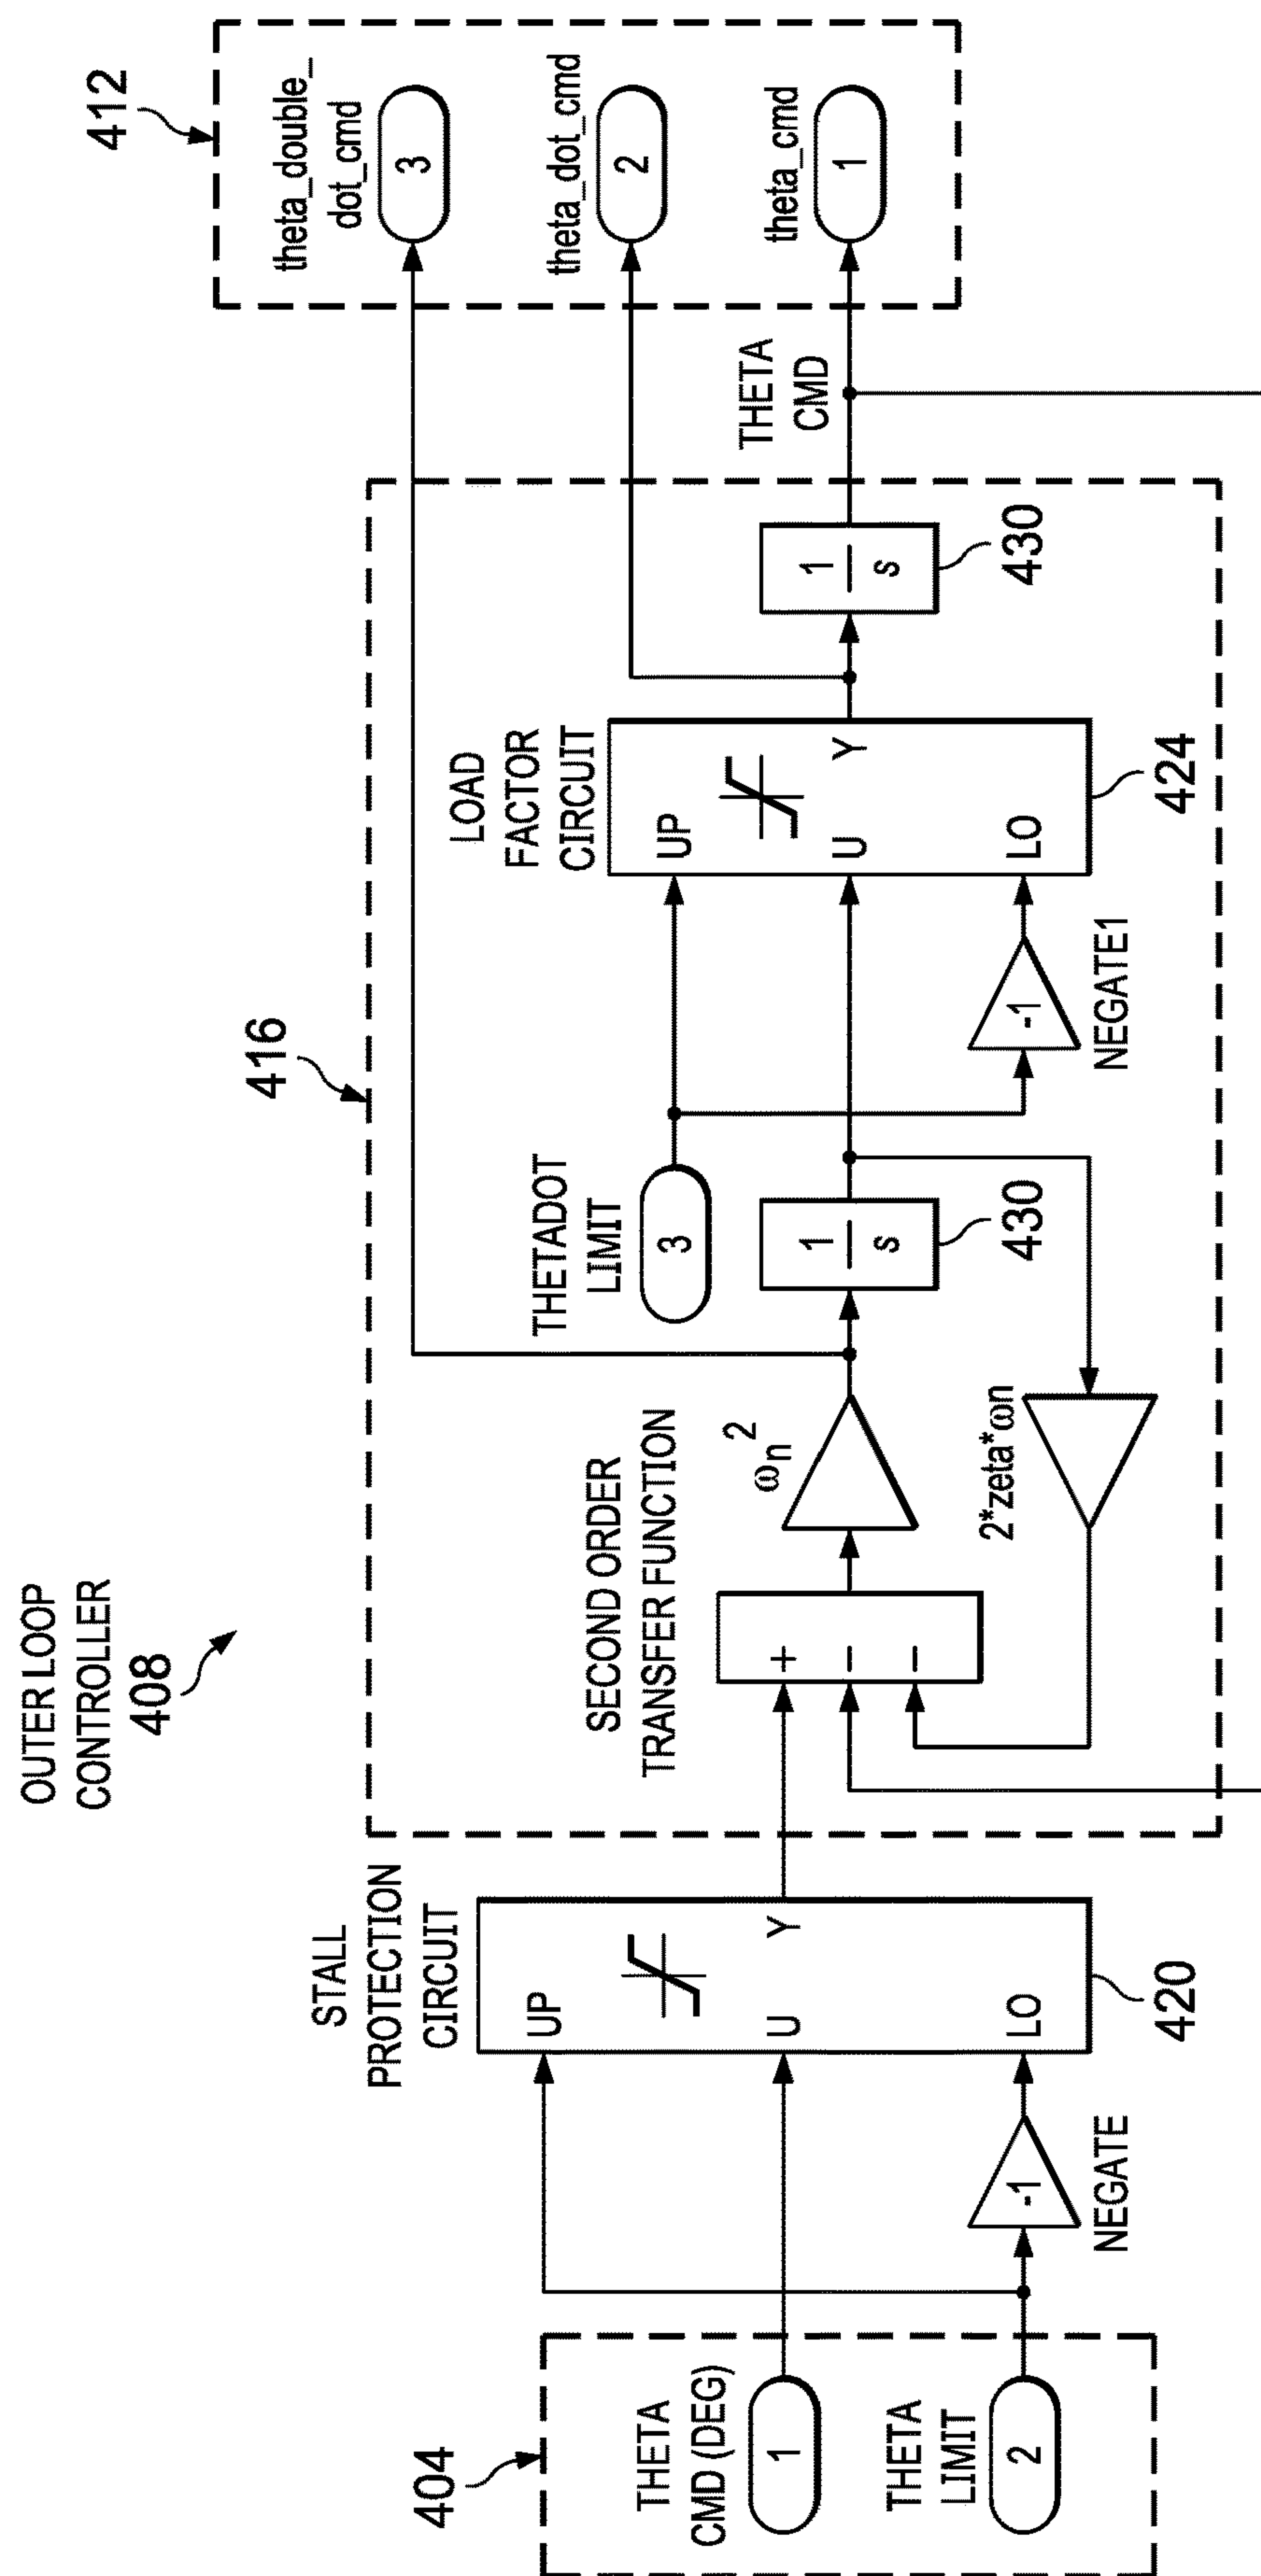 OUTER LOOP
CONTROLLER
408
404
THETA
CMD (DEG)
1
THETA
LIMIT
2
-1
NEGATE
STALL
PROTECTION
CIRCUIT
UP
U
Y
LO
420
416
SECOND ORDER
TRANSFER FUNCTION
+
−
−
ωn 2
2*zeta*ωn
1
s
430
THETADOT
LIMIT
3
-1
NEGATE1
LOAD
FACTOR
CIRCUIT
UP
U
Y
LO
424
1
s
430
THETA
CMD
412
theta_double_
dot_cmd
3
theta_dot_cmd
2
theta_cmd
1